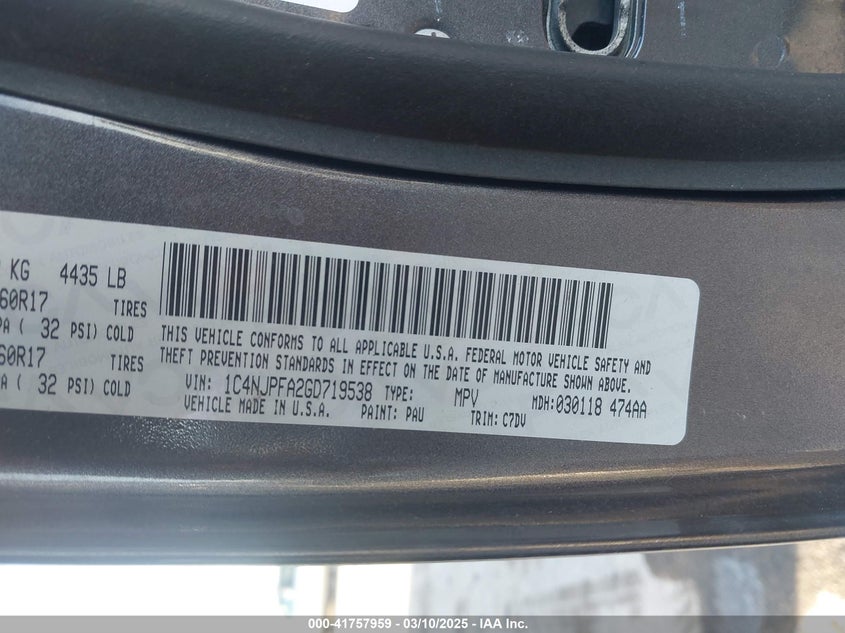 KG 4435 LB
60R17 TIRES
PA ( 32 PSI) COLD
60R17 TIRES
PA ( 32 PSI) COLD
THIS VEHICLE CONFORMS TO ALL APPLICABLE U.S.A. FEDERAL MOTOR VEHICLE SAFETY AND
THEFT PREVENTION STANDARDS IN EFFECT ON THE DATE OF MANUFACTURE SHOWN ABOVE.
VIN: 1C4NJPFA2GD719538 TYPE: MPV MDH:030118 474AA
VEHICLE MADE IN U.S.A. PAINT: PAU TRIM: C7DV
000-41757959 - 03/10/2025 - IAA Inc.